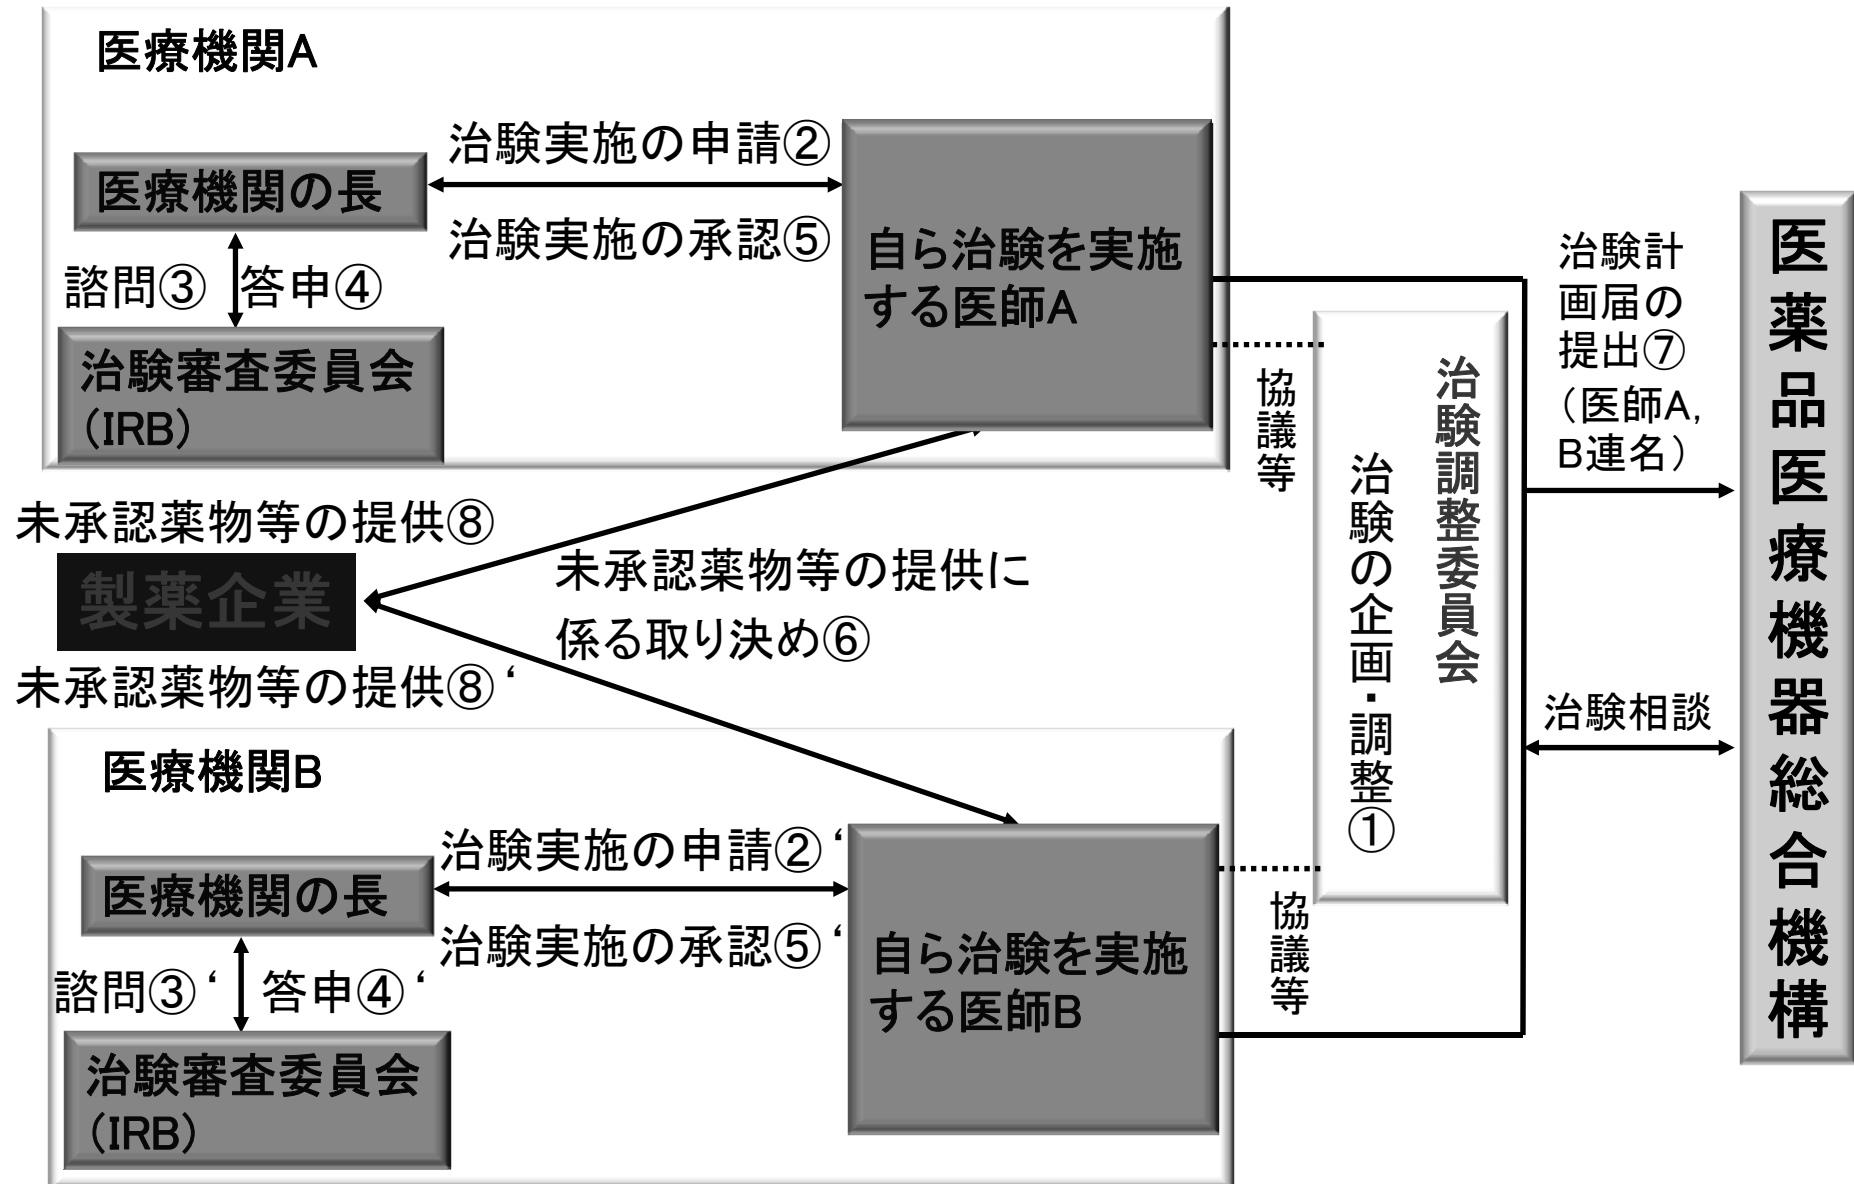 医療機関A
治験実施の申請②
医療機関の長
治験実施の承認⑤
諮問③
答申④
治験審査委員会
(IRB)
自ら治験を実施
する医師A
協議等
治験調整委員会
治験の企画・調整①
治験計
画届の
提出⑦
（医師A,
B連名）
医薬品医療機器総合機構
未承認薬物等の提供⑧
製薬企業
未承認薬物等の提供に
係る取り決め⑥
未承認薬物等の提供⑧‘
治験相談
医療機関B
治験実施の申請②‘
医療機関の長
治験実施の承認⑤‘
諮問③‘
答申④‘
治験審査委員会
(IRB)
自ら治験を実施
する医師B
協議等